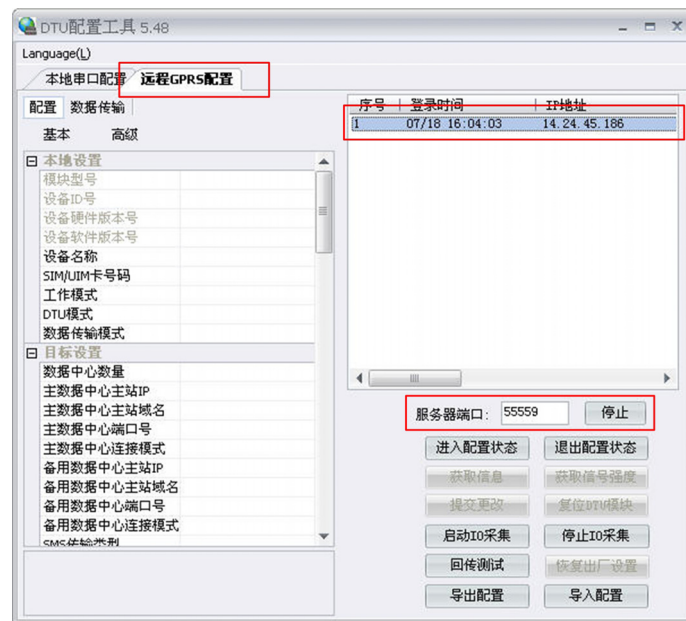 DTU配置工具 5.48
Language(L)
本地串口配置 远程GPRS配置
配置 数据传输
基本 高级
本地设置
模块型号
设备ID号
设备硬件版本号
设备软件版本号
设备名称
SIM/UIM卡号码
工作模式
DTU模式
数据传输模式
目标设置
数据中心数量
主数据中心主站IP
主数据中心主站域名
主数据中心端口号
主数据中心连接模式
备用数据中心主站IP
备用数据中心主站域名
备用数据中心端口号
备用数据中心连接模式
SMS传输类型
序号 登录时间 IP地址
1 07/18 16:04:03 14.24.45.186
服务器端口: 55559 停止
进入配置状态 退出配置状态
获取信息 获取信号强度
提交更改 复位DTU模块
启动IO采集 停止IO采集
回传测试 恢复出厂设置
导出配置 导入配置